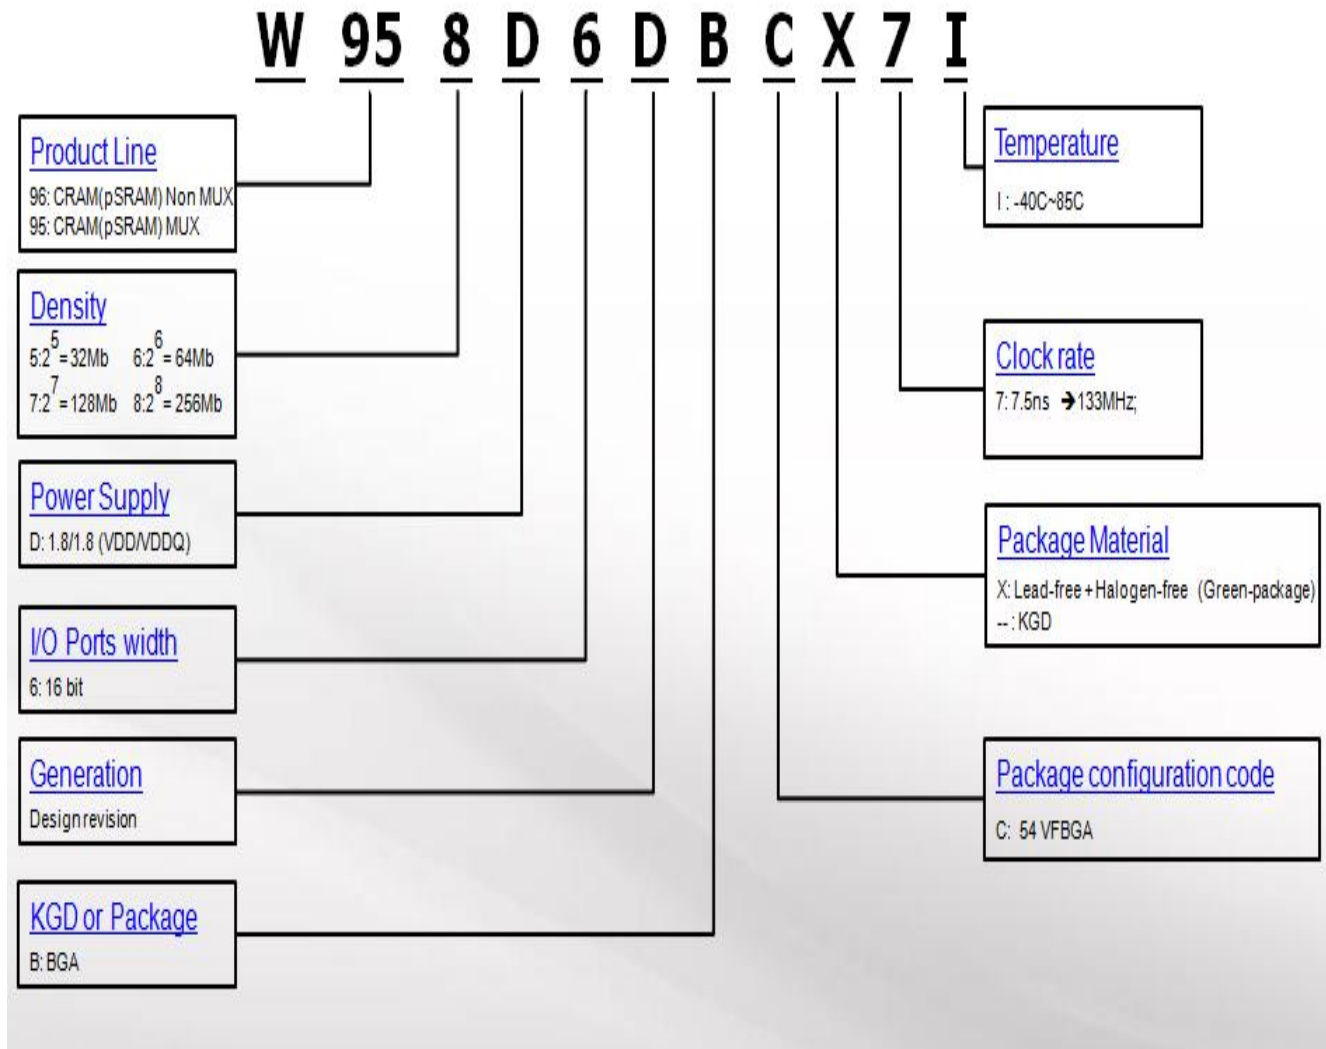 W 95 8 D 6 D B C X 7 I
Product Line
96: CRAM(pSRAM) Non MUX
95: CRAM(pSRAM) MUX
Density
5:2^5=32Mb 6:2^6=64Mb
7:2^7=128Mb 8:2^8=256Mb
Power Supply
D: 1.8/1.8 (VDD/VDDQ)
I/O Ports width
6: 16 bit
Generation
Design revision
KGD or Package
B: BGA
Temperature
I : -40C~85C
Clock rate
7: 7.5ns ➔133MHz;
Package Material
X: Lead-free + Halogen-free (Green-package)
-- : KGD
Package configuration code
C: 54 VFBGA